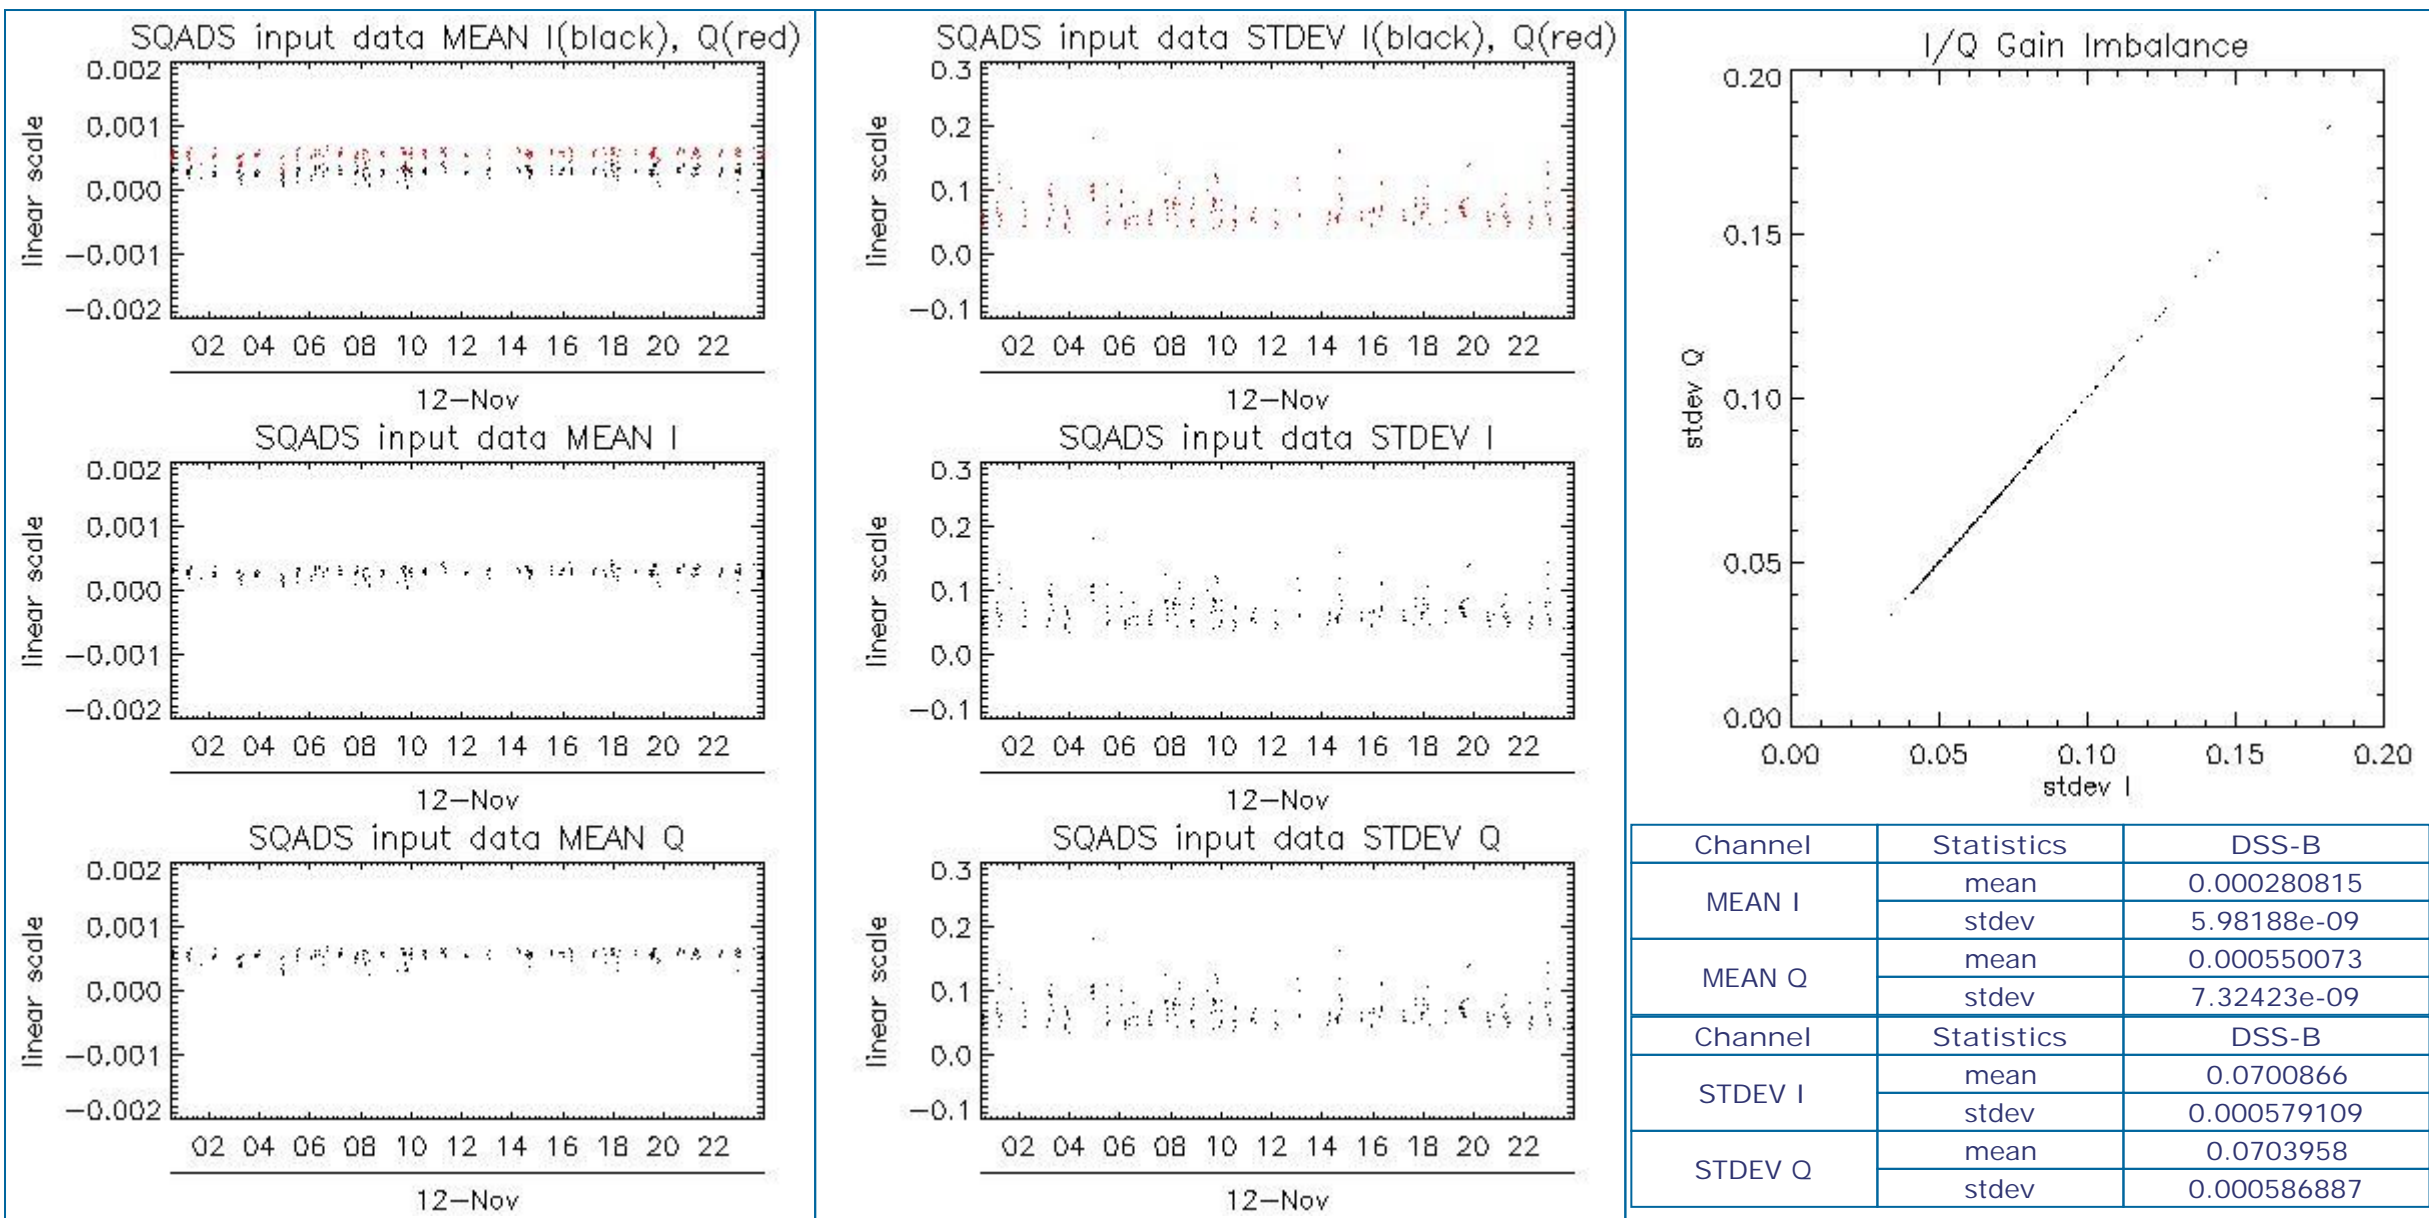 SQADS input data MEAN I(black), Q(red)
0.002
0.001
0.000
-0.001
-0.002
linear scale
02 04 06 08 10 12 14 16 18 20 22
12-Nov
SQADS input data MEAN I
0.002
0.001
0.000
-0.001
-0.002
linear scale
02 04 06 08 10 12 14 16 18 20 22
12-Nov
SQADS input data MEAN Q
0.002
0.001
0.000
-0.001
-0.002
linear scale
02 04 06 08 10 12 14 16 18 20 22
12-Nov
SQADS input data STDEV I(black), Q(red)
0.3
0.2
0.1
0.0
-0.1
linear scale
02 04 06 08 10 12 14 16 18 20 22
12-Nov
SQADS input data STDEV I
0.3
0.2
0.1
0.0
-0.1
linear scale
02 04 06 08 10 12 14 16 18 20 22
12-Nov
SQADS input data STDEV Q
0.3
0.2
0.1
0.0
-0.1
linear scale
02 04 06 08 10 12 14 16 18 20 22
12-Nov
I/Q Gain Imbalance
0.20
0.15
0.10
0.05
0.00
stdev Q
0.00 0.05 0.10 0.15 0.20
stdev I
Channel Statistics DSS-B
MEAN I mean 0.000280815
stdev 5.98188e-09
MEAN Q mean 0.000550073
stdev 7.32423e-09
Channel Statistics DSS-B
STDEV I mean 0.0700866
stdev 0.000579109
STDEV Q mean 0.0703958
stdev 0.000586887